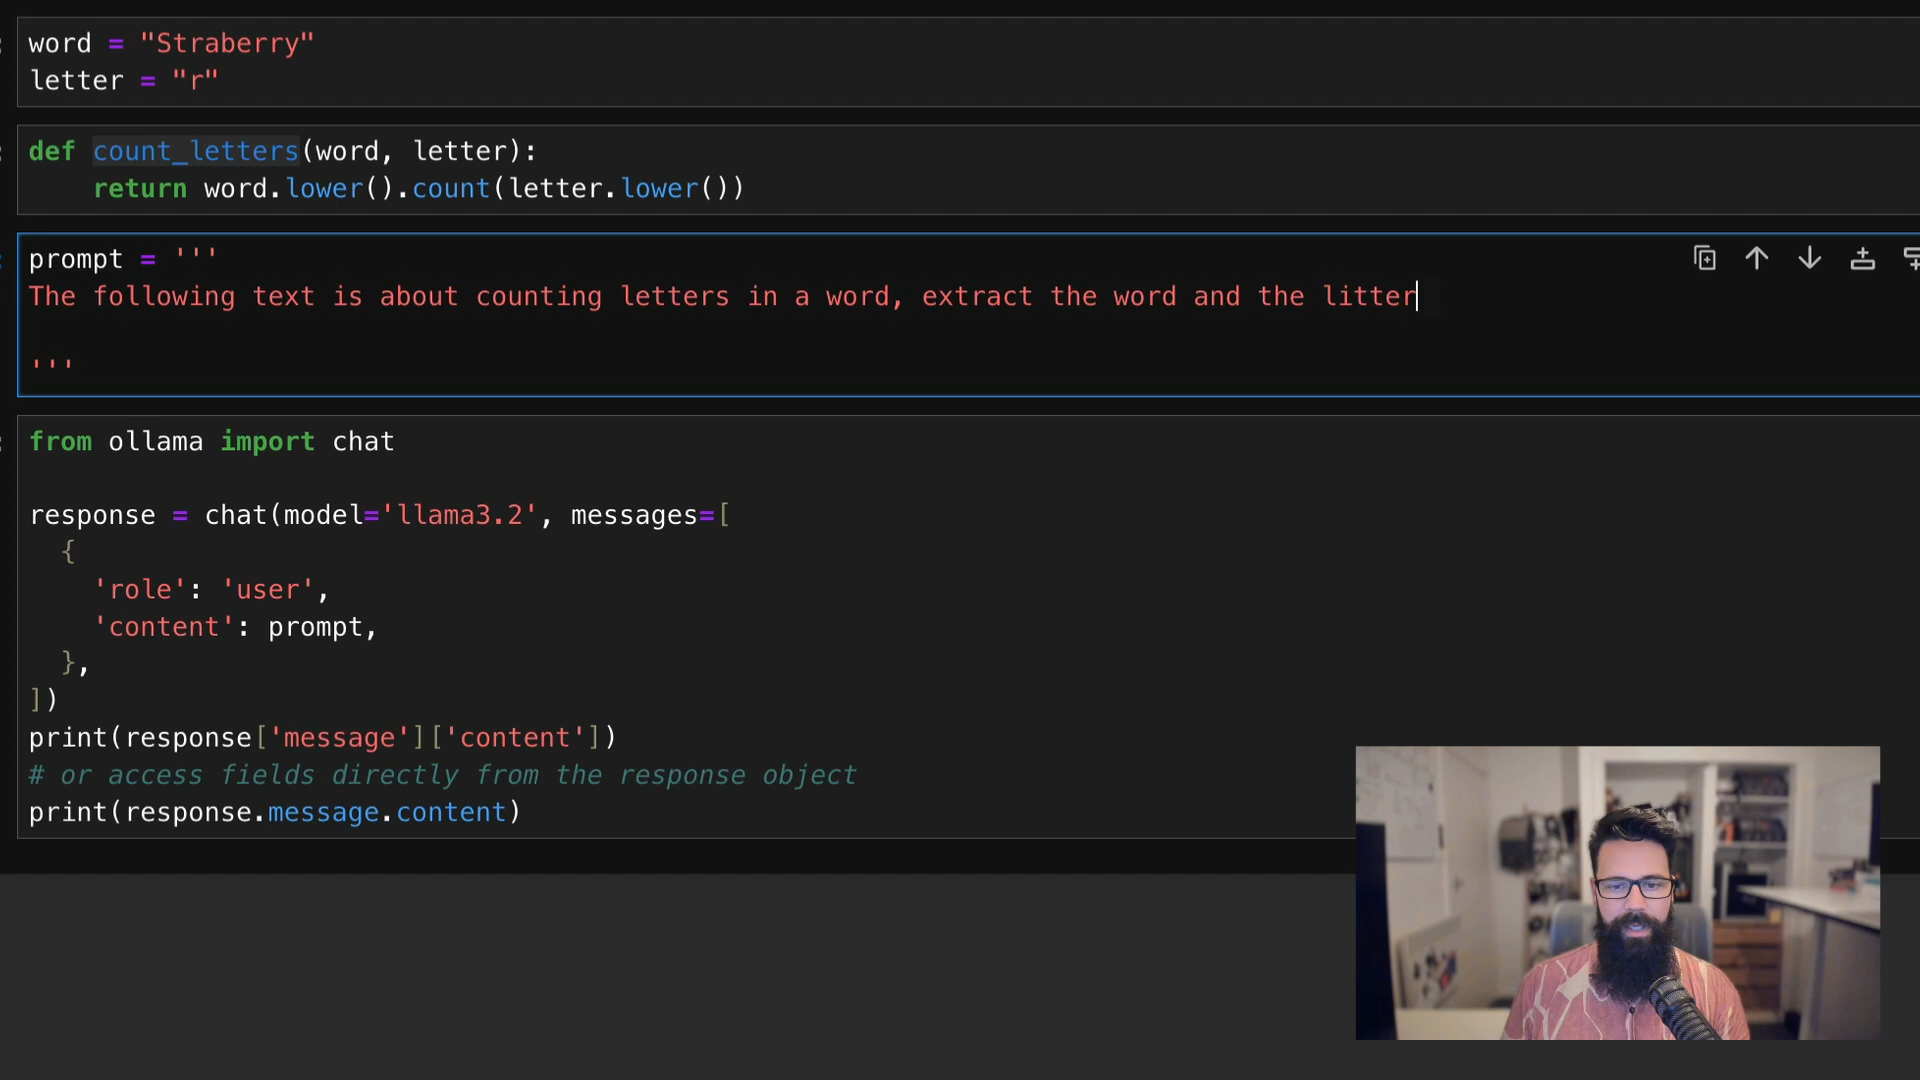 word = "Straberry"
letter = "r"
def count_letters(word, letter):
    return word.lower().count(letter.lower())
prompt = '''
The following text is about counting letters in a word, extract the word and the litter
'''
from ollama import chat
response = chat(model='llama3.2', messages=[
  {
    'role': 'user',
    'content': prompt,
  },
])
print(response['message']['content'])
# or access fields directly from the response object
print(response.message.content)